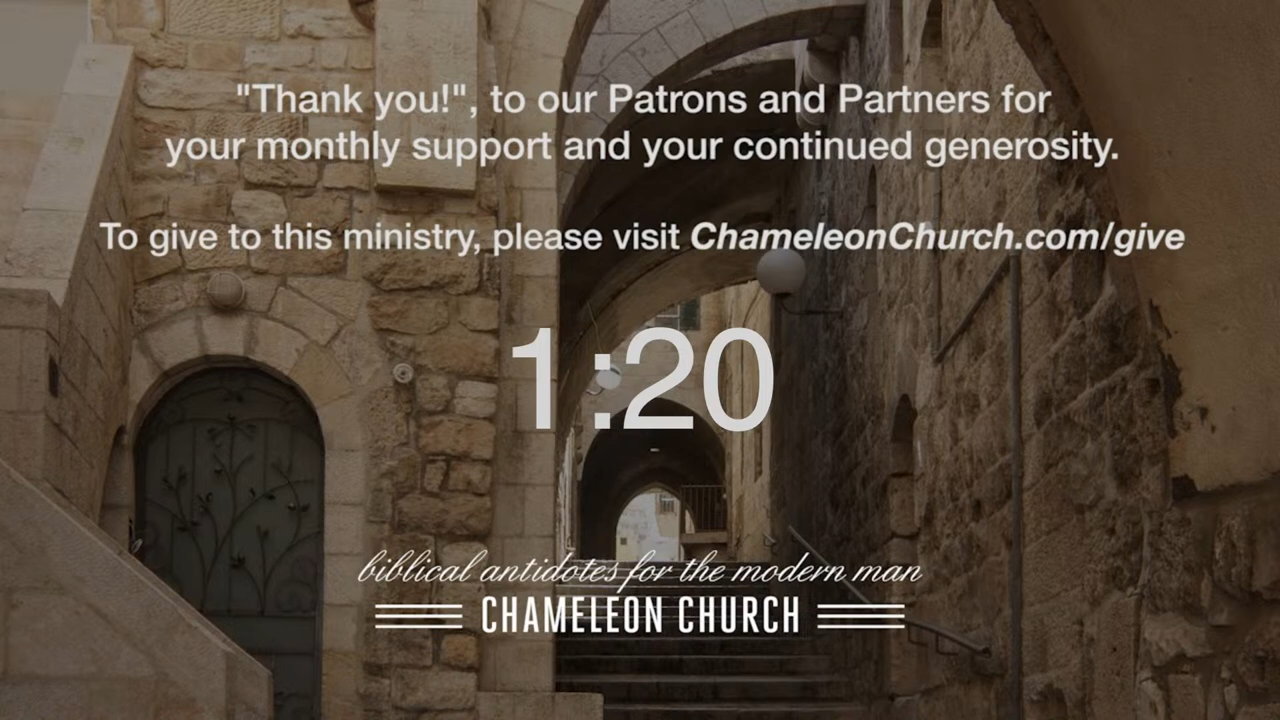 "Thank you!", to our Patrons and Partners for
your monthly support and your continued generosity.
To give to this ministry, please visit ChameleonChurch.com/give
1:20
biblical antidotes for the modern man
CHAMELEON CHURCH